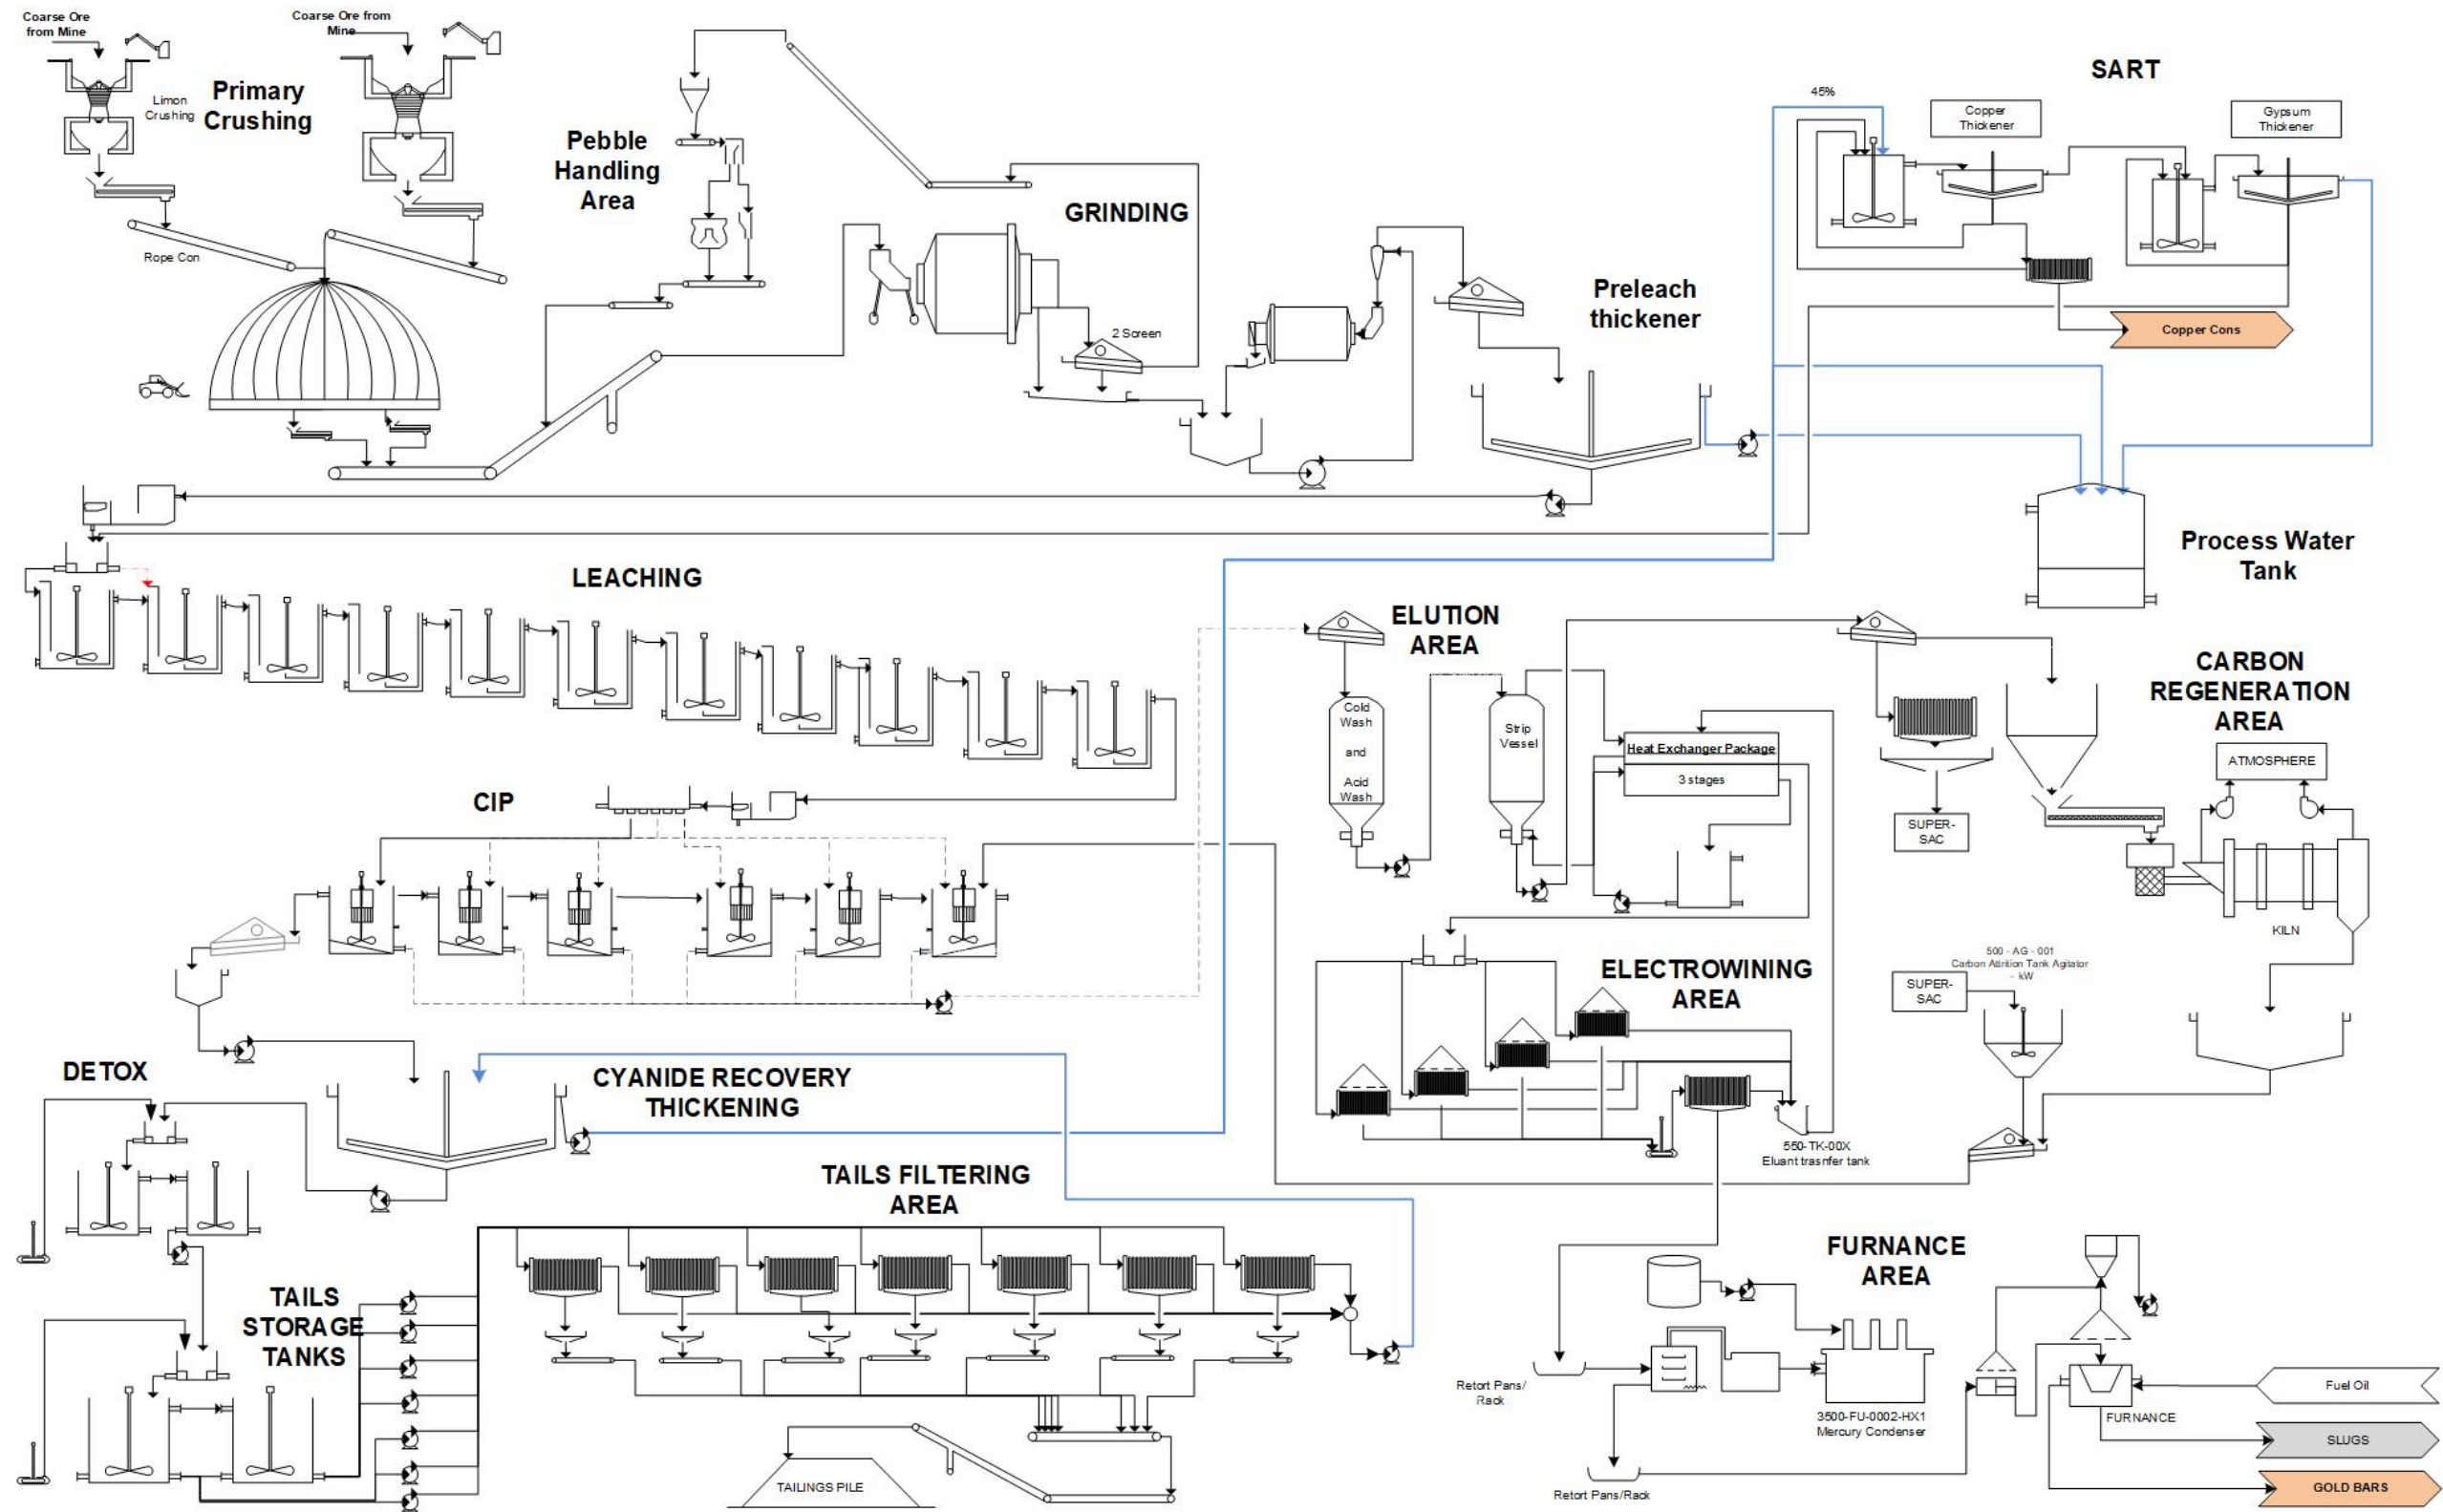 Coarse Ore
from Mine
Coarse Ore from
Mine
Limon
Crushing
Primary
Crushing
Rope Con
Pebble
Handling
Area
GRINDING
2 Screen
Preleach
thickener
SART
45%
Copper
Thickener
Gypsum
Thickener
Copper Cons
Process Water
Tank
LEACHING
ELUTION
AREA
Cold
Wash
and
Acid
Wash
Strip
Vessel
Heat Exchanger Package
3 stages
CARBON
REGENERATION
AREA
ATMOSPHERE
SUPER-
SAC
KILN
CIP
500 - AG - 001
Carbon Attrition Tank Agitator
- kW
SUPER-
SAC
ELECTROWINING
AREA
550-TK-00X
Eluant trasnfer tank
DETOX
CYANIDE RECOVERY
THICKENING
TAILS FILTERING
AREA
TAILS
STORAGE
TANKS
TAILINGS PILE
FURNANCE
AREA
Retort Pans/
Rack
Retort Pans/Rack
3500-FU-0002-HX1
Mercury Condenser
FURNANCE
Fuel Oil
SLUGS
GOLD BARS